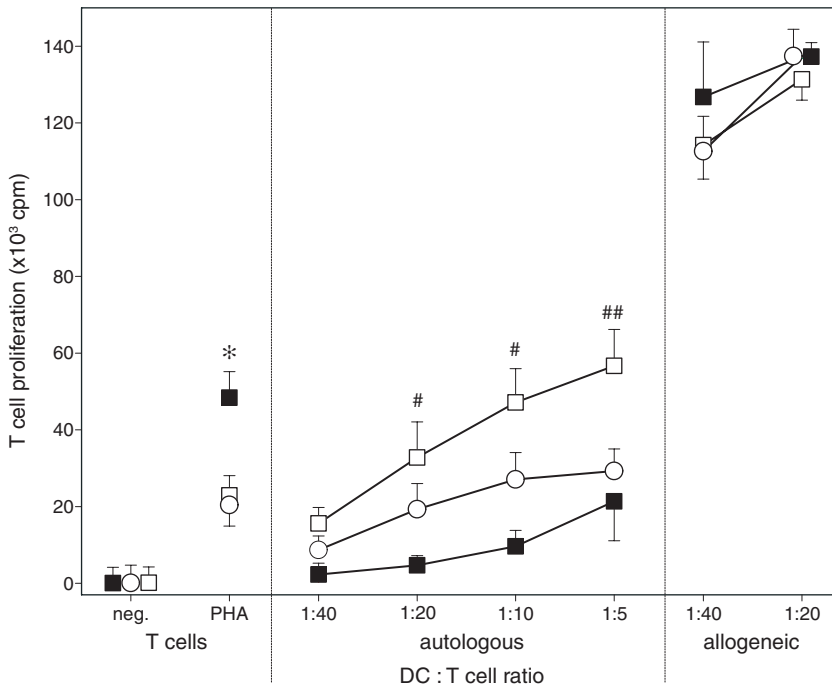 T cell proliferation (x10³ cpm)
140
120
100
80
60
40
20
0
*
#
#
##
neg.
PHA
1:40
1:20
1:10
1:5
1:40
1:20
T cells
autologous
allogeneic
DC : T cell ratio